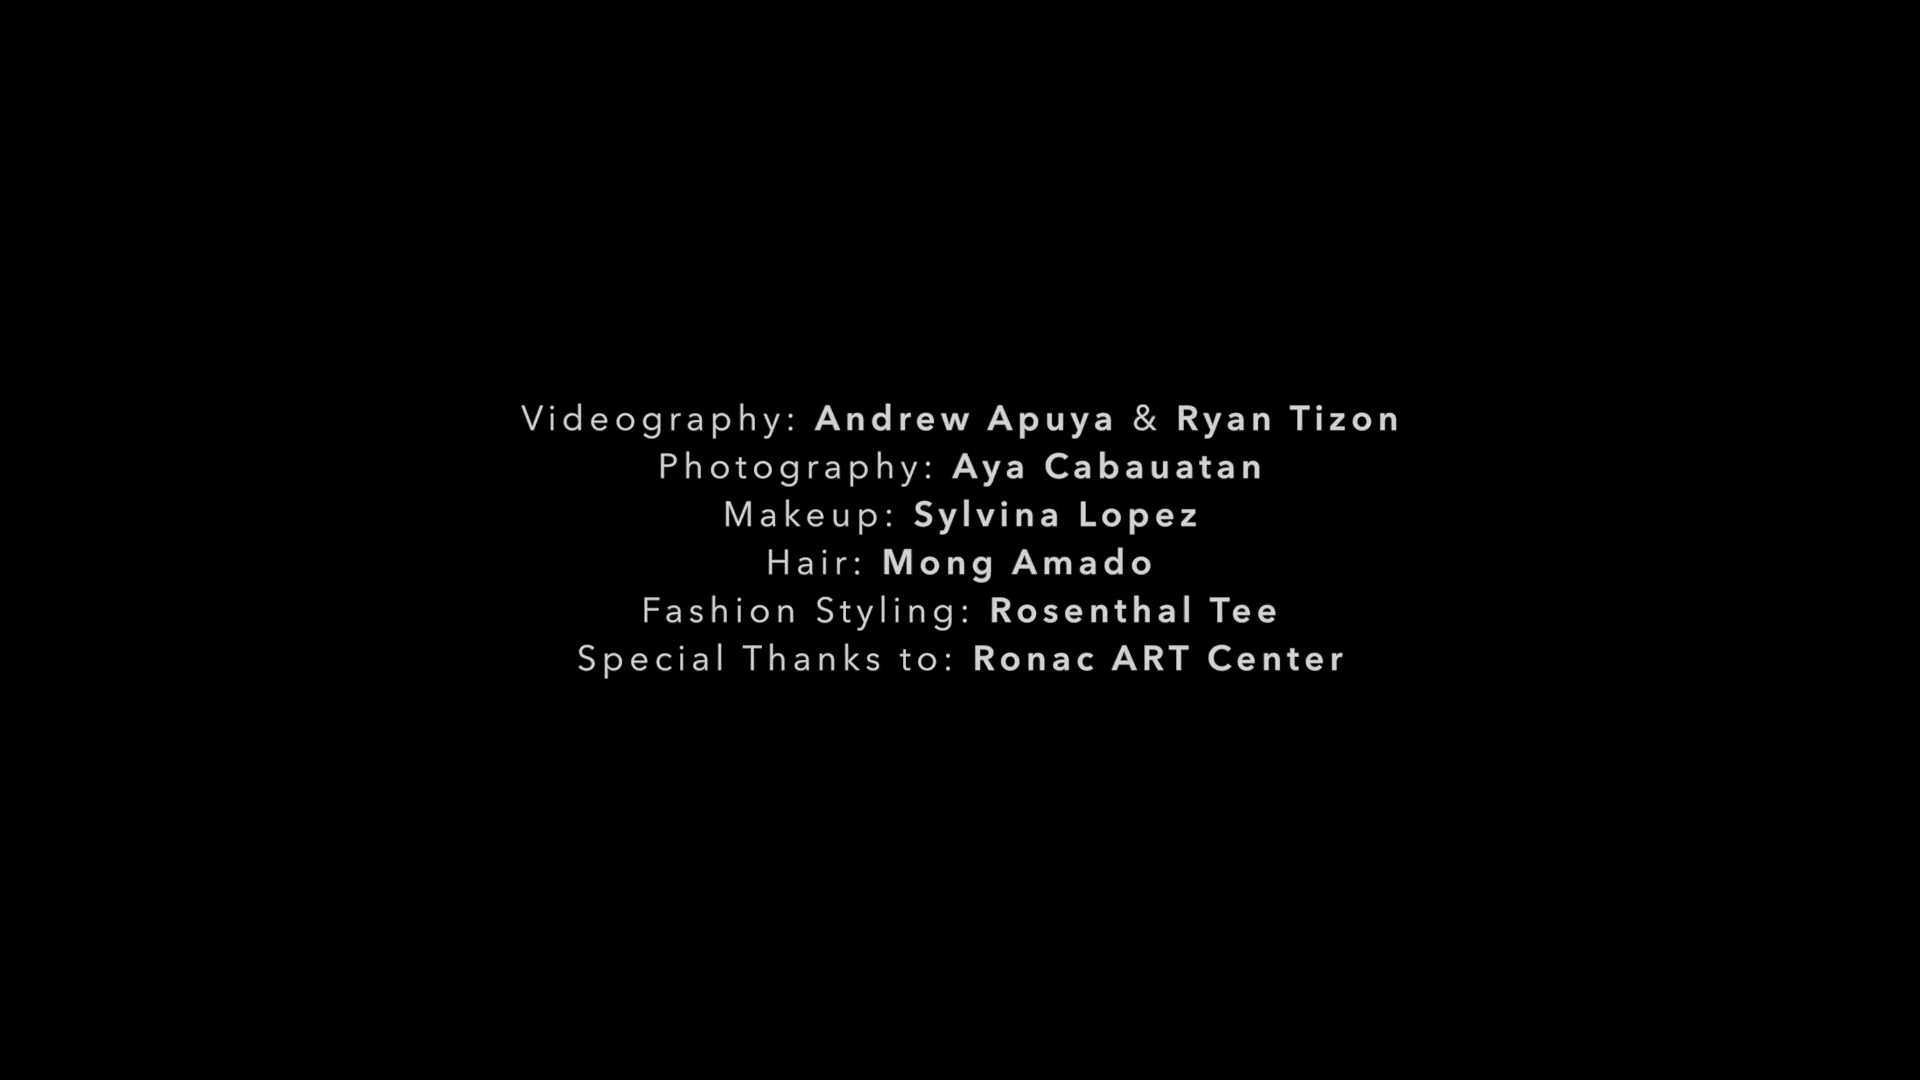 Videography: Andrew Apuya & Ryan Tizon
Photography: Aya Cabauatan
Makeup: Sylvina Lopez
Hair: Mong Amado
Fashion Styling: Rosenthal Tee
Special Thanks to: Ronac ART Center